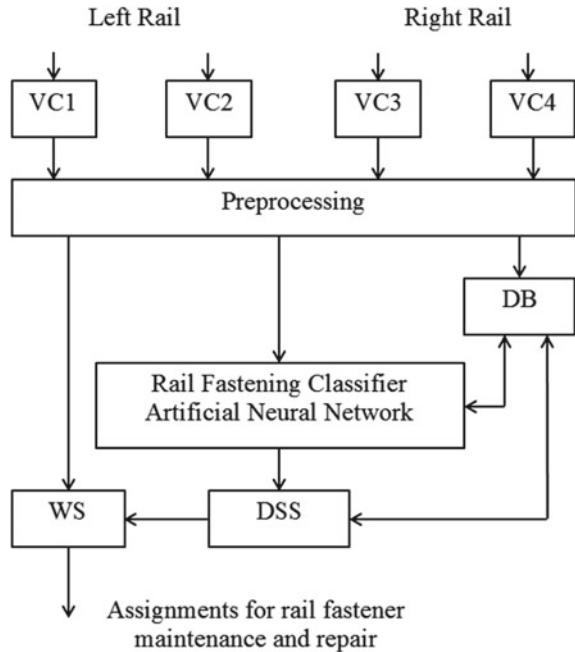 Left Rail
Right Rail
VC1
VC2
VC3
VC4
Preprocessing
DB
Rail Fastening Classifier
Artificial Neural Network
WS
DSS
Assignments for rail fastener
maintenance and repair